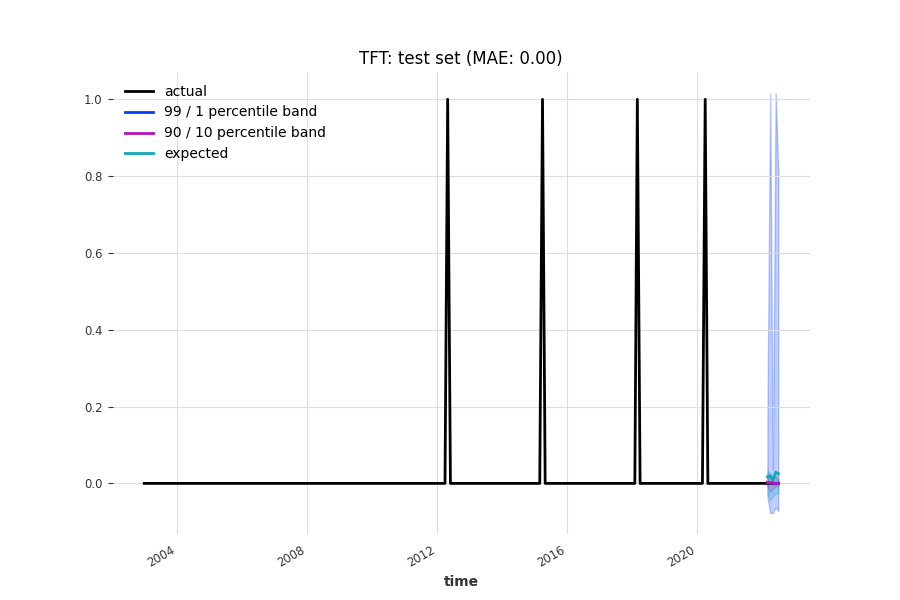 TFT: test set (MAE: 0.00)
actual
99 / 1 percentile band
90 / 10 percentile band
expected
1.0
0.8
0.6
0.4
0.2
0.0
2004
2008
2012
2016
2020
time